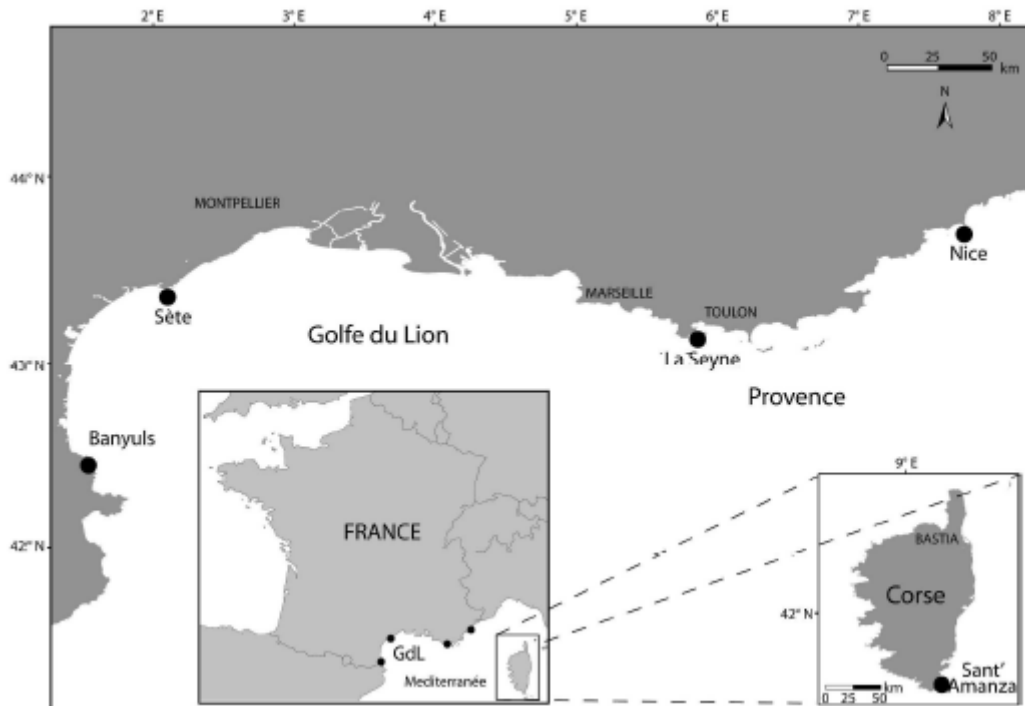 2° E 3° E 4° E 5° E 6° E 7° E 8° E
0 25 50
km
N
44° N
MONTPELLIER
Nice
MARSEILLE
TOULON
Sète
Golfe du Lion
La Seyne
43° N
Provence
Banyuls
9° E
FRANCE
BASTIA
42° N
Corse
42° N
GdL
Mediterranée
Sant'
Amanza
0 25 50
km